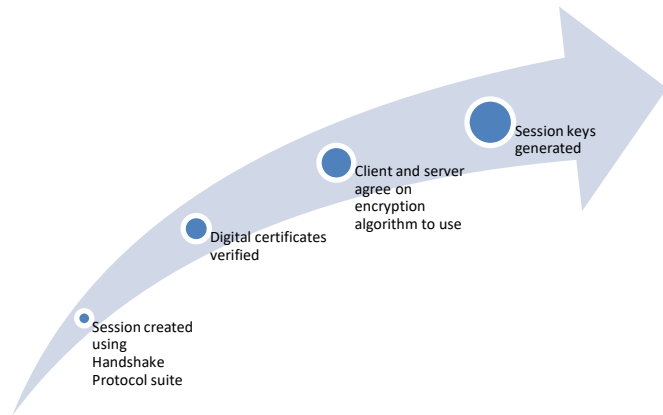 Session created
using
Handshake
Protocol suite
Digital certificates
verified
Client and server
agree on
encryption
algorithm to use
Session keys
generated